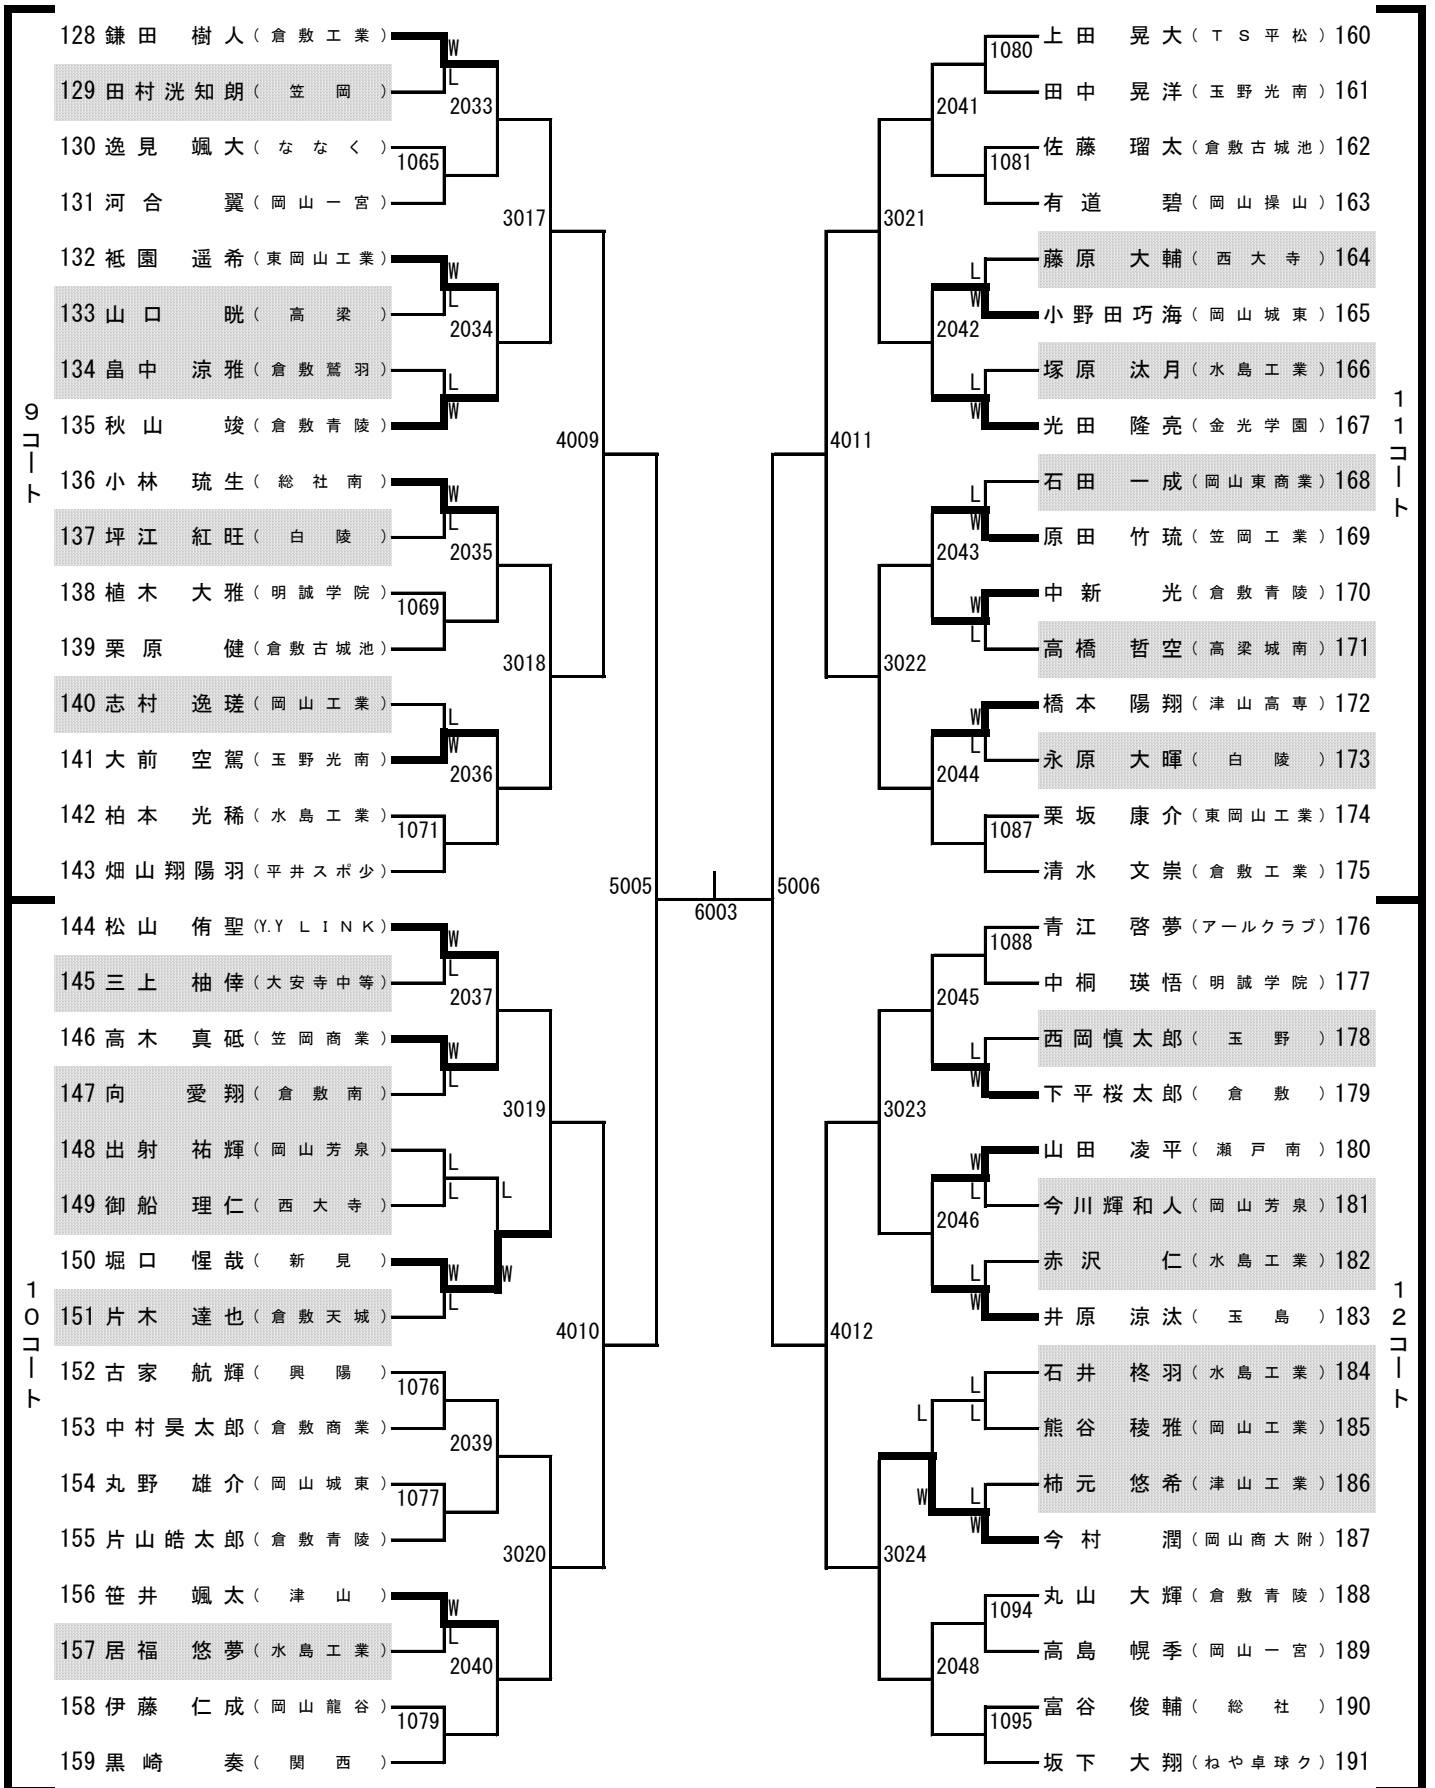 9コート
128 鎌田 樹人 (倉敷工業)
W
L
129 田村洸知朗 (笠岡)
2033
130 逸見 颯大 (ななく)
1065
131 河合 翼 (岡山一宮)
3017
132 祗園 遥希 (東岡山工業)
W
L
133 山口 晄 (高梁)
2034
134 畠中 涼雅 (倉敷鷲羽)
L
W
135 秋山 竣 (倉敷青陵)
4009
136 小林 琉生 (総社南)
W
L
137 坪江 紅旺 (白陵)
2035
138 植木 大雅 (明誠学院)
1069
139 栗原 健 (倉敷古城池)
3018
140 志村 逸瑳 (岡山工業)
L
W
141 大前 空駕 (玉野光南)
2036
142 柏本 光稀 (水島工業)
1071
143 畑山翔陽羽 (平井スポ少)
5005
6003
5006
10コート
144 松山 侑聖 (Y.Y LINK)
W
L
145 三上 柚倖 (大安寺中等)
2037
146 高木 真砥 (笠岡商業)
W
L
147 向 愛翔 (倉敷南)
3019
148 出射 祐輝 (岡山芳泉)
L
L
L
149 御船 理仁 (西大寺)
150 堀口 惺哉 (新見)
W
W
L
151 片木 達也 (倉敷天城)
4010
152 古家 航輝 (興陽)
1076
153 中村昊太郎 (倉敷商業)
2039
154 丸野 雄介 (岡山城東)
1077
155 片山皓太郎 (倉敷青陵)
3020
156 笹井 颯太 (津山)
W
L
157 居福 悠夢 (水島工業)
2040
158 伊藤 仁成 (岡山龍谷)
1079
159 黒崎 奏 (関西)
11コート
上田 晃大 (TS平松) 160
1080
田中 晃洋 (玉野光南) 161
2041
佐藤 瑠太 (倉敷古城池) 162
1081
有道 碧 (岡山操山) 163
3021
藤原 大輔 (西大寺) 164
L
W
小野田巧海 (岡山城東) 165
2042
塚原 汰月 (水島工業) 166
L
W
光田 隆亮 (金光学園) 167
4011
石田 一成 (岡山東商業) 168
L
W
原田 竹琉 (笠岡工業) 169
2043
中新 光 (倉敷青陵) 170
W
L
高橋 哲空 (高梁城南) 171
3022
橋本 陽翔 (津山高専) 172
W
L
永原 大暉 (白陵) 173
2044
栗坂 康介 (東岡山工業) 174
1087
清水 文崇 (倉敷工業) 175
12コート
青江 啓夢 (アールクラブ) 176
1088
中桐 瑛悟 (明誠学院) 177
2045
西岡慎太郎 (玉野) 178
L
W
下平桜太郎 (倉敷) 179
3023
山田 凌平 (瀬戸南) 180
W
L
今川輝和人 (岡山芳泉) 181
2046
赤沢 仁 (水島工業) 182
L
W
井原 涼汰 (玉島) 183
4012
石井 柊羽 (水島工業) 184
L
L
L
熊谷 稜雅 (岡山工業) 185
柿元 悠希 (津山工業) 186
W
L
W
今村 潤 (岡山商大附) 187
3024
丸山 大輝 (倉敷青陵) 188
1094
高島 幌季 (岡山一宮) 189
2048
富谷 俊輔 (総社) 190
1095
坂下 大翔 (ねや卓球ク) 191